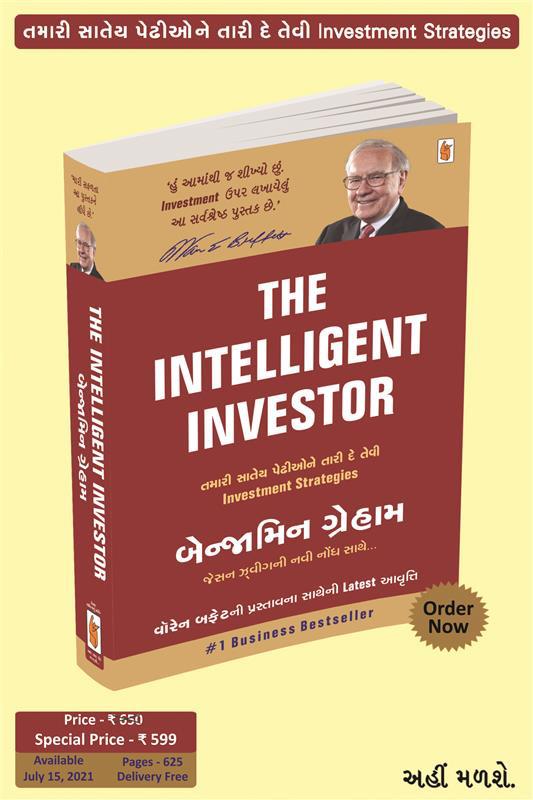 તમારી સાતેય પેઢીઓને તારી દે તેવી Investment Strategies
‘હું આમાંથી જ શીખ્યો છું.
Investment ઉપર લખાયેલું
આ સર્વશ્રેષ્ઠ પુસ્તક છે.’
Warren E Buffett
THE
INTELLIGENT
INVESTOR
તમારી સાતેય પેઢીઓને તારી દે તેવી
Investment Strategies
બેન્જામિન ગ્રેહામ
જેસન ઝ્વીગની નવી નોંધ સાથે...
વૉરેન બફેટની પ્રસ્તાવના સાથેની Latest આવૃત્તિ
#1 Business Bestseller
THE INTELLIGENT INVESTOR
બેન્જામિન ગ્રેહામ
Order
Now
Price - ₹ 650
Special Price - ₹ 599
Available
July 15, 2021
Pages - 625
Delivery Free
અહીં મળશે.